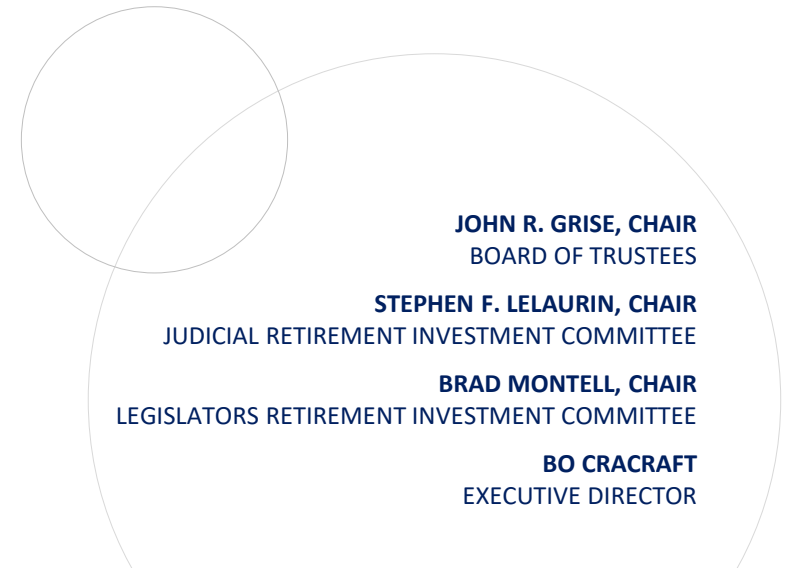 JOHN R. GRISE, CHAIR
BOARD OF TRUSTEES
STEPHEN F. LELAURIN, CHAIR
JUDICIAL RETIREMENT INVESTMENT COMMITTEE
BRAD MONTELL, CHAIR
LEGISLATORS RETIREMENT INVESTMENT COMMITTEE
BO CRACRAFT
EXECUTIVE DIRECTOR